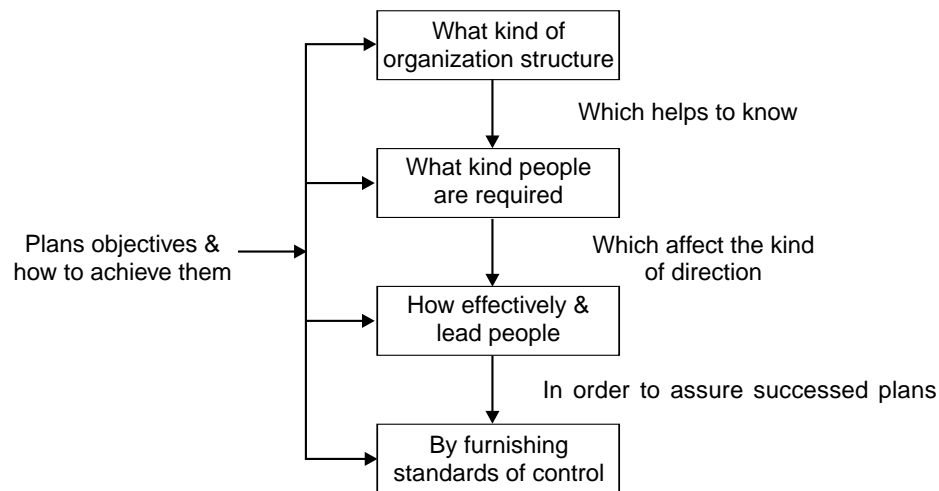 What kind of
organization structure
Which helps to know
What kind people
are required
Plans objectives &
how to achieve them
Which affect the kind
of direction
How effectively &
lead people
In order to assure successed plans
By furnishing
standards of control